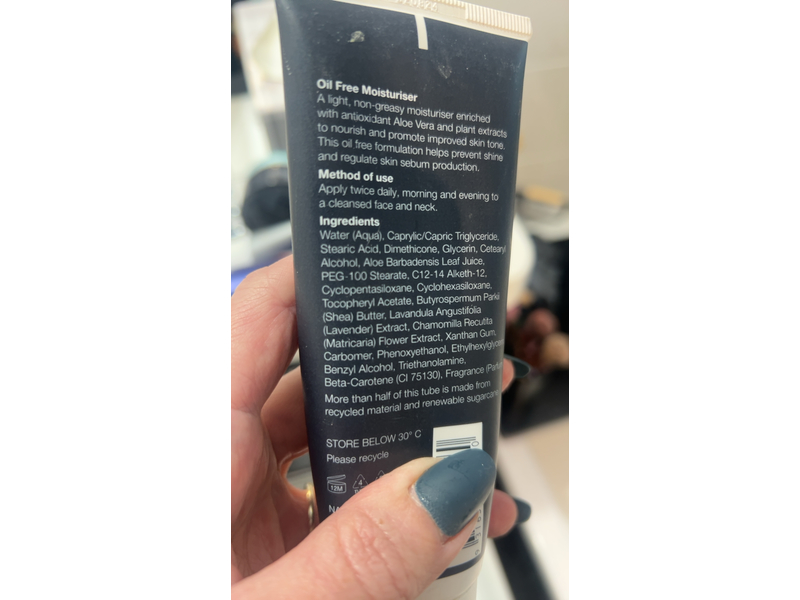 Oil Free Moisturiser
A light, non-greasy moisturiser enriched
with antioxidant Aloe Vera and plant extracts
to nourish and promote improved skin tone.
This oil free formulation helps prevent shine
and regulate skin sebum production.
Method of use
Apply twice daily, morning and evening to
a cleansed face and neck.
Ingredients
Water (Aqua), Caprylic/Capric Triglyceride,
Stearic Acid, Dimethicone, Glycerin, Cetearyl
Alcohol, Aloe Barbadensis Leaf Juice,
PEG-100 Stearate, C12-14 Alketh-12,
Cyclopentasiloxane, Cyclohexasiloxane,
Tocopheryl Acetate, Butyrospermum Parkii
(Shea) Butter, Lavandula Angustifolia
(Lavender) Extract, Chamomilla Recutita
(Matricaria) Flower Extract, Xanthan Gum,
Carbomer, Phenoxyethanol,
Benzyl Alcohol, Triethanolamine,
Beta-Carotene (CI 75130), Fragrance
More than half of this tube is made from
recycled material and renewable sugarcane
STORE BELOW 30° C
Please recycle
12M 4